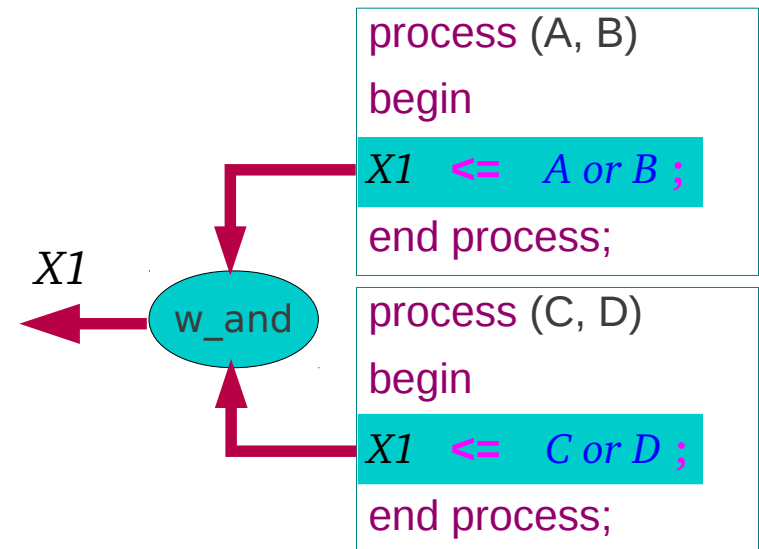 process (A, B)
begin
X1 <= A or B ;
end process;
X1
w_and
process (C, D)
begin
X1 <= C or D ;
end process;